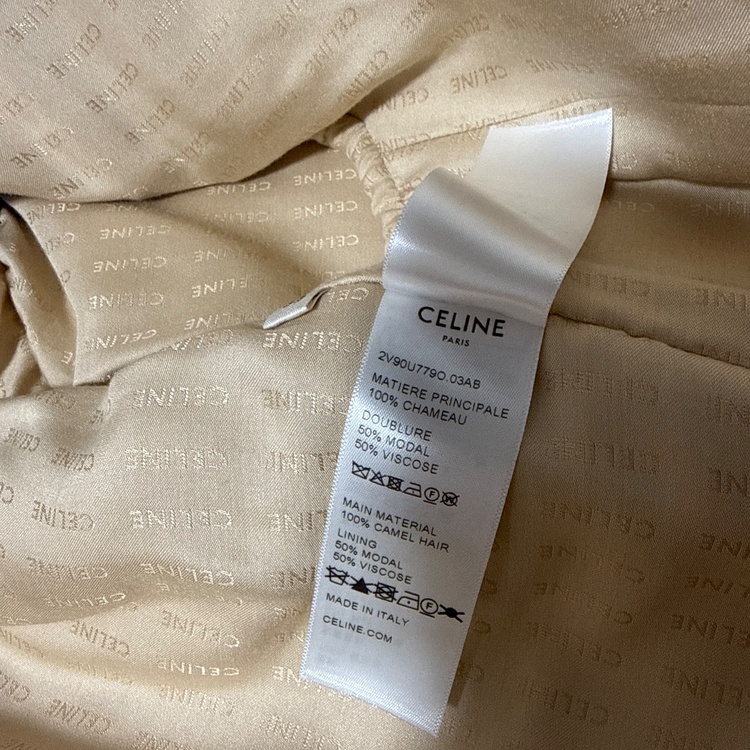 CELINE
PARIS
2V90U779O.03AB
MATIERE PRINCIPALE
100% CHAMEAU
DOUBLURE
50% MODAL
50% VISCOSE
MAIN MATERIAL
100% CAMEL HAIR
LINING
50% MODAL
50% VISCOSE
MADE IN ITALY
CELINE.COM